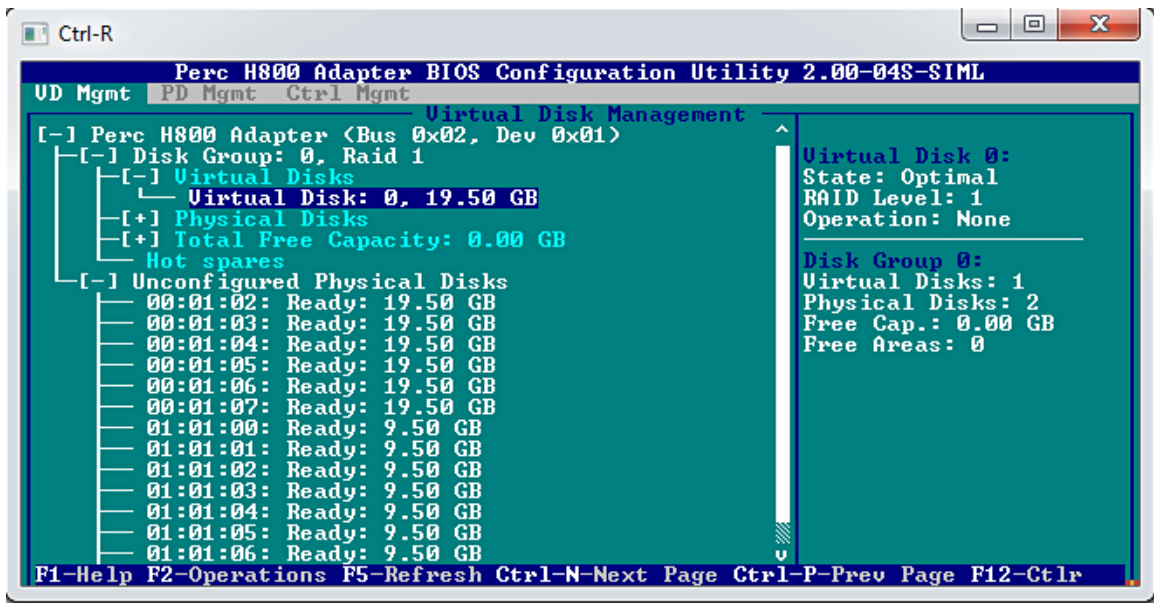 Ctrl-R
Perc H800 Adapter BIOS Configuration Utility 2.00-04S-SIML
VD Mgmt PD Mgmt Ctrl Mgmt
Virtual Disk Management
[-] Perc H800 Adapter (Bus 0x02, Dev 0x01)
[-] Disk Group: 0, Raid 1
[-] Virtual Disks
Virtual Disk: 0, 19.50 GB
[+] Physical Disks
[+] Total Free Capacity: 0.00 GB
Hot spares
[-] Unconfigured Physical Disks
00:01:02: Ready: 19.50 GB
00:01:03: Ready: 19.50 GB
00:01:04: Ready: 19.50 GB
00:01:05: Ready: 19.50 GB
00:01:06: Ready: 19.50 GB
00:01:07: Ready: 19.50 GB
01:01:00: Ready: 9.50 GB
01:01:01: Ready: 9.50 GB
01:01:02: Ready: 9.50 GB
01:01:03: Ready: 9.50 GB
01:01:04: Ready: 9.50 GB
01:01:05: Ready: 9.50 GB
01:01:06: Ready: 9.50 GB
Virtual Disk 0:
State: Optimal
RAID Level: 1
Operation: None
Disk Group 0:
Virtual Disks: 1
Physical Disks: 2
Free Cap.: 0.00 GB
Free Areas: 0
F1-Help F2-Operations F5-Refresh Ctrl-N-Next Page Ctrl-P-Prev Page F12-Ctlr